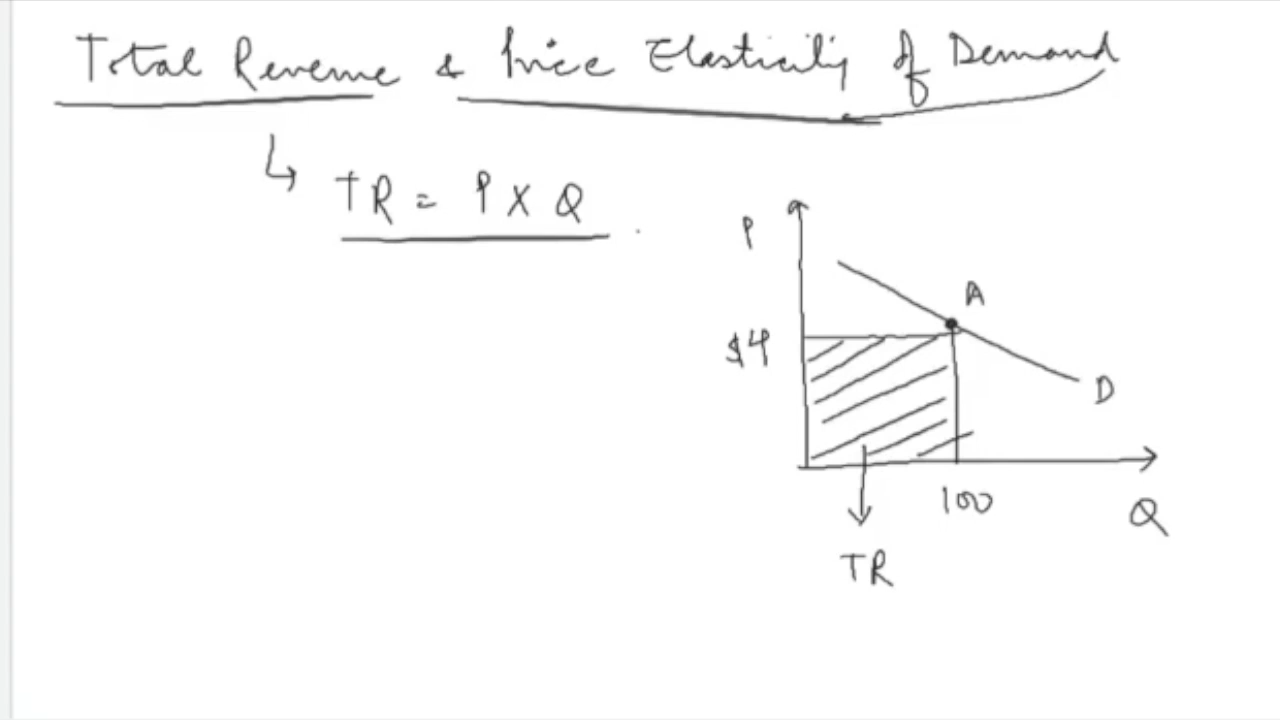 Total Revenue & Price Elasticity of Demand
TR = P X Q
P
A
$4
D
100
Q
TR